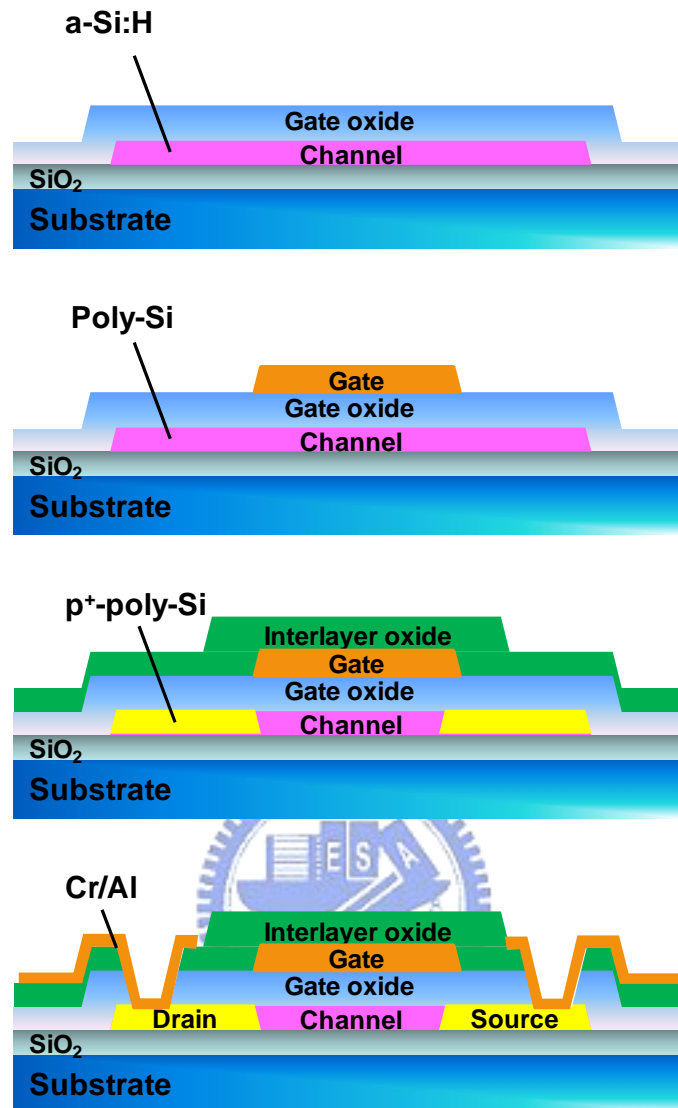 a-Si:H
Gate oxide
Channel
SiO₂
Substrate
Poly-Si
Gate
Gate oxide
Channel
SiO₂
Substrate
p⁺-poly-Si
Interlayer oxide
Gate
Gate oxide
Channel
SiO₂
Substrate
E S A
Cr/Al
Interlayer oxide
Gate
Gate oxide
Drain Channel Source
SiO₂
Substrate